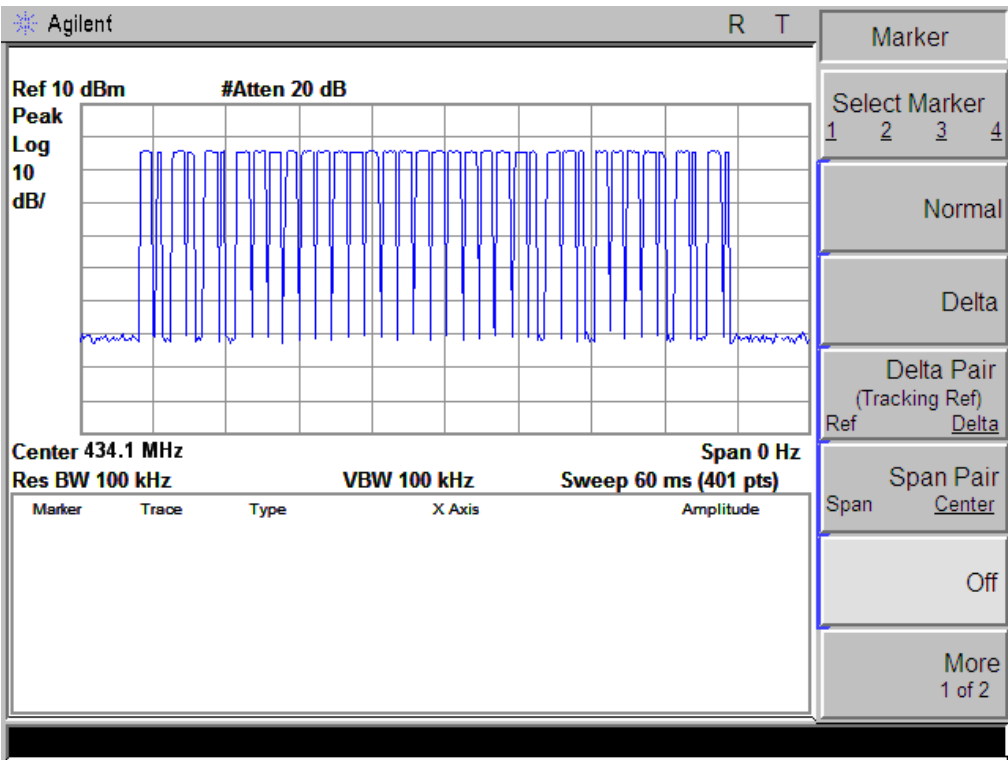 Agilent R T
Ref 10 dBm #Atten 20 dB
Peak
Log
10
dB/
Center 434.1 MHz Span 0 Hz
Res BW 100 kHz VBW 100 kHz Sweep 60 ms (401 pts)
Marker Trace Type X Axis Amplitude
Marker
Select Marker
1 2 3 4
Normal
Delta
Delta Pair
(Tracking Ref)
Ref Delta
Span Pair
Span Center
Off
More
1 of 2